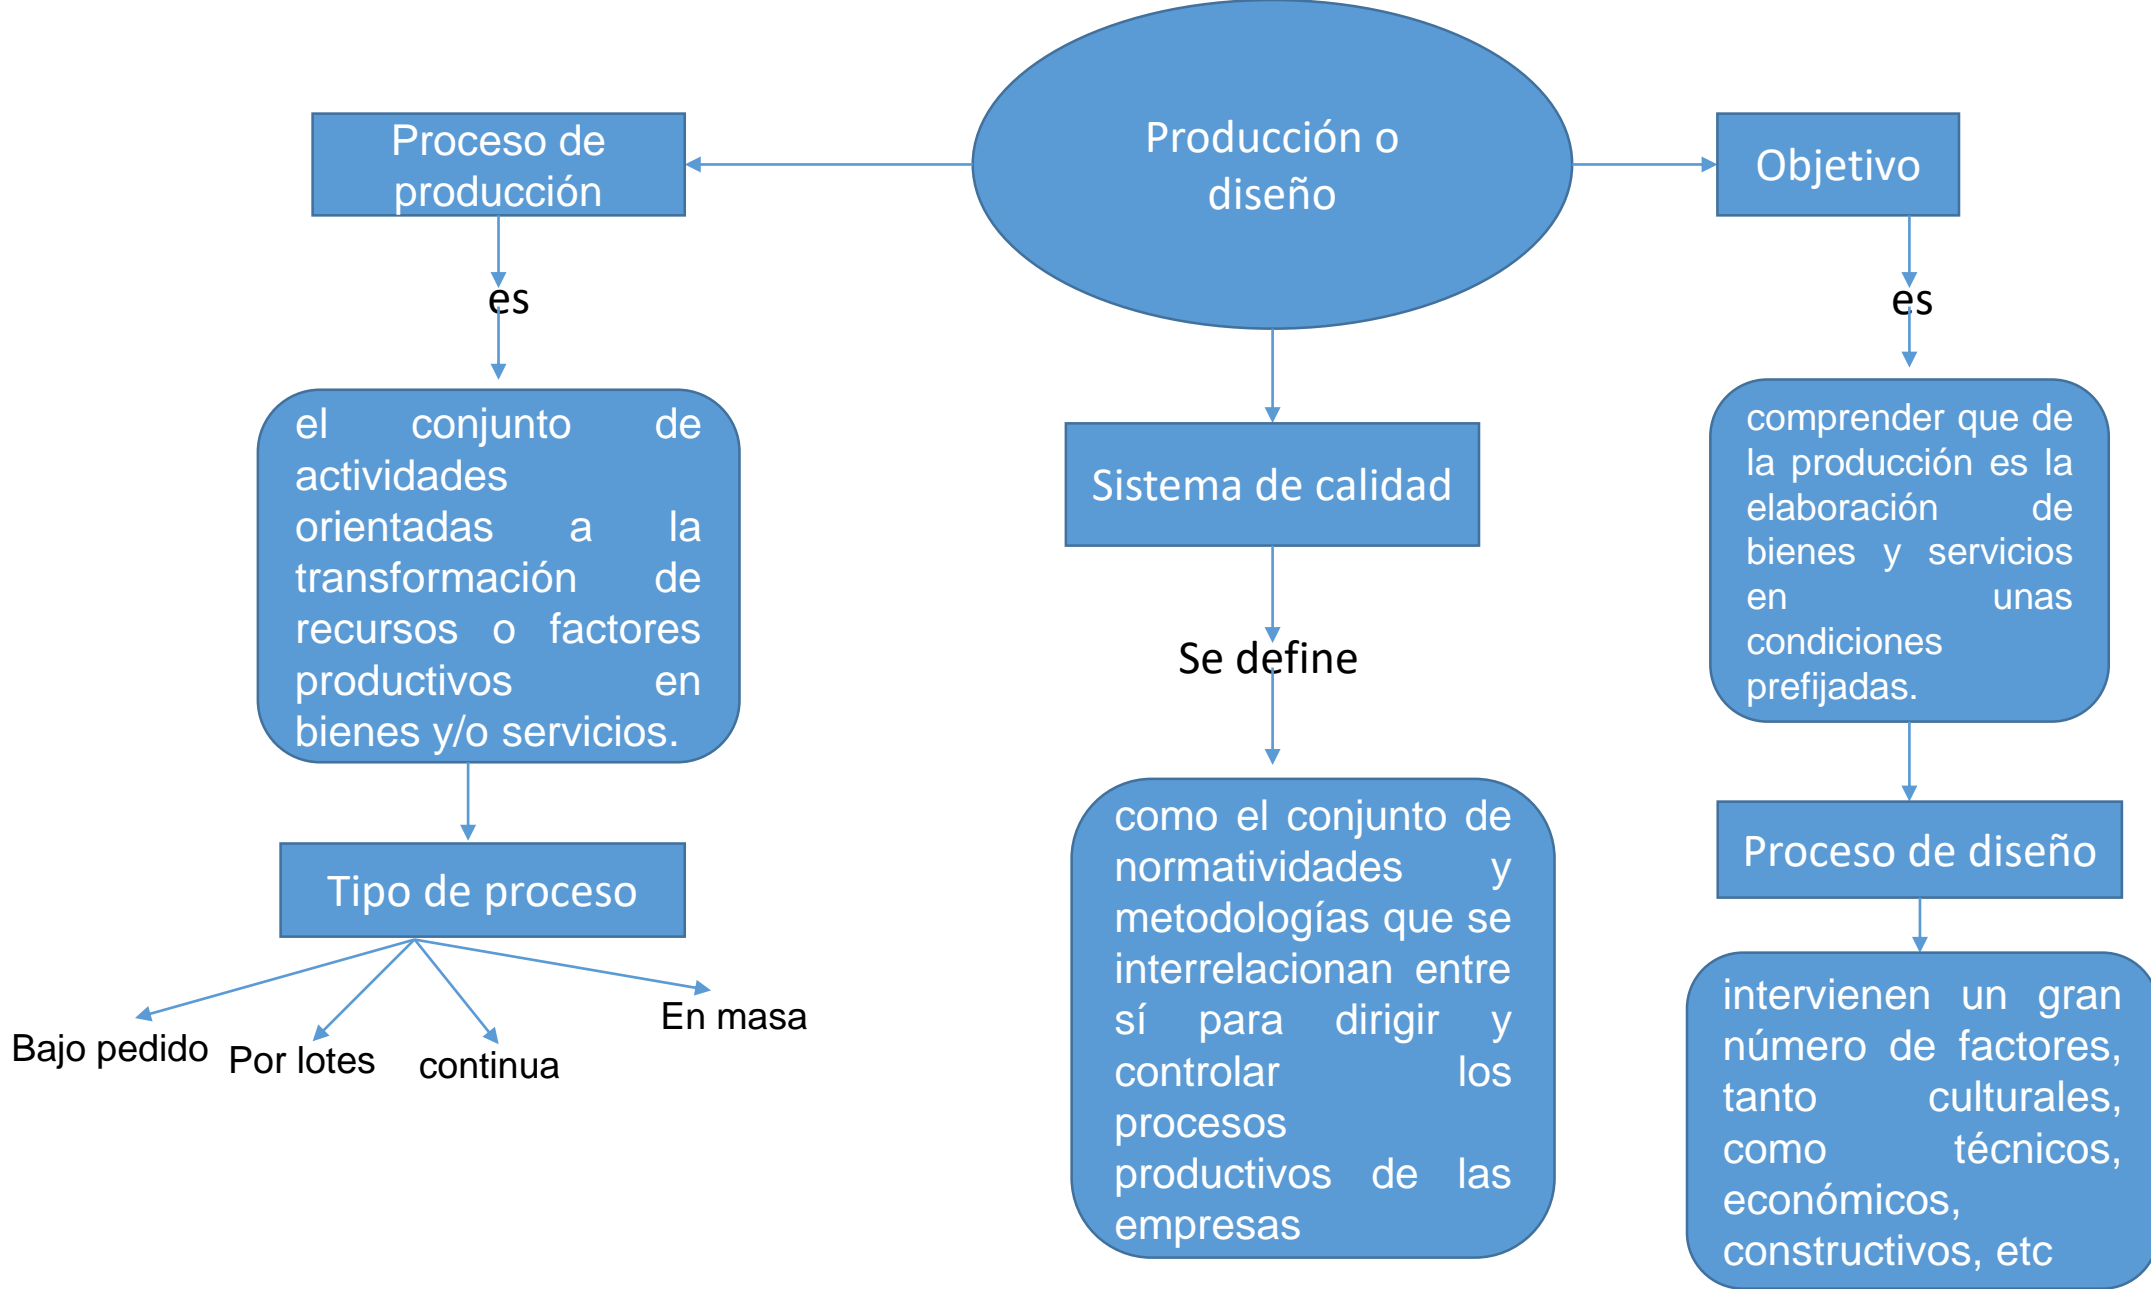 Producción o
diseño
Proceso de
producción
es
el conjunto de
actividades
orientadas a la
transformación de
recursos o factores
productivos en
bienes y/o servicios.
Tipo de proceso
Bajo pedido
Por lotes
continua
En masa
Sistema de calidad
Se define
como el conjunto de
normatividades y
metodologías que se
interrelacionan entre
sí para dirigir y
controlar los
procesos
productivos de las
empresas
Objetivo
es
comprender que de
la producción es la
elaboración de
bienes y servicios
en unas
condiciones
prefijadas.
Proceso de diseño
intervienen un gran
número de factores,
tanto culturales,
como técnicos,
económicos,
constructivos, etc